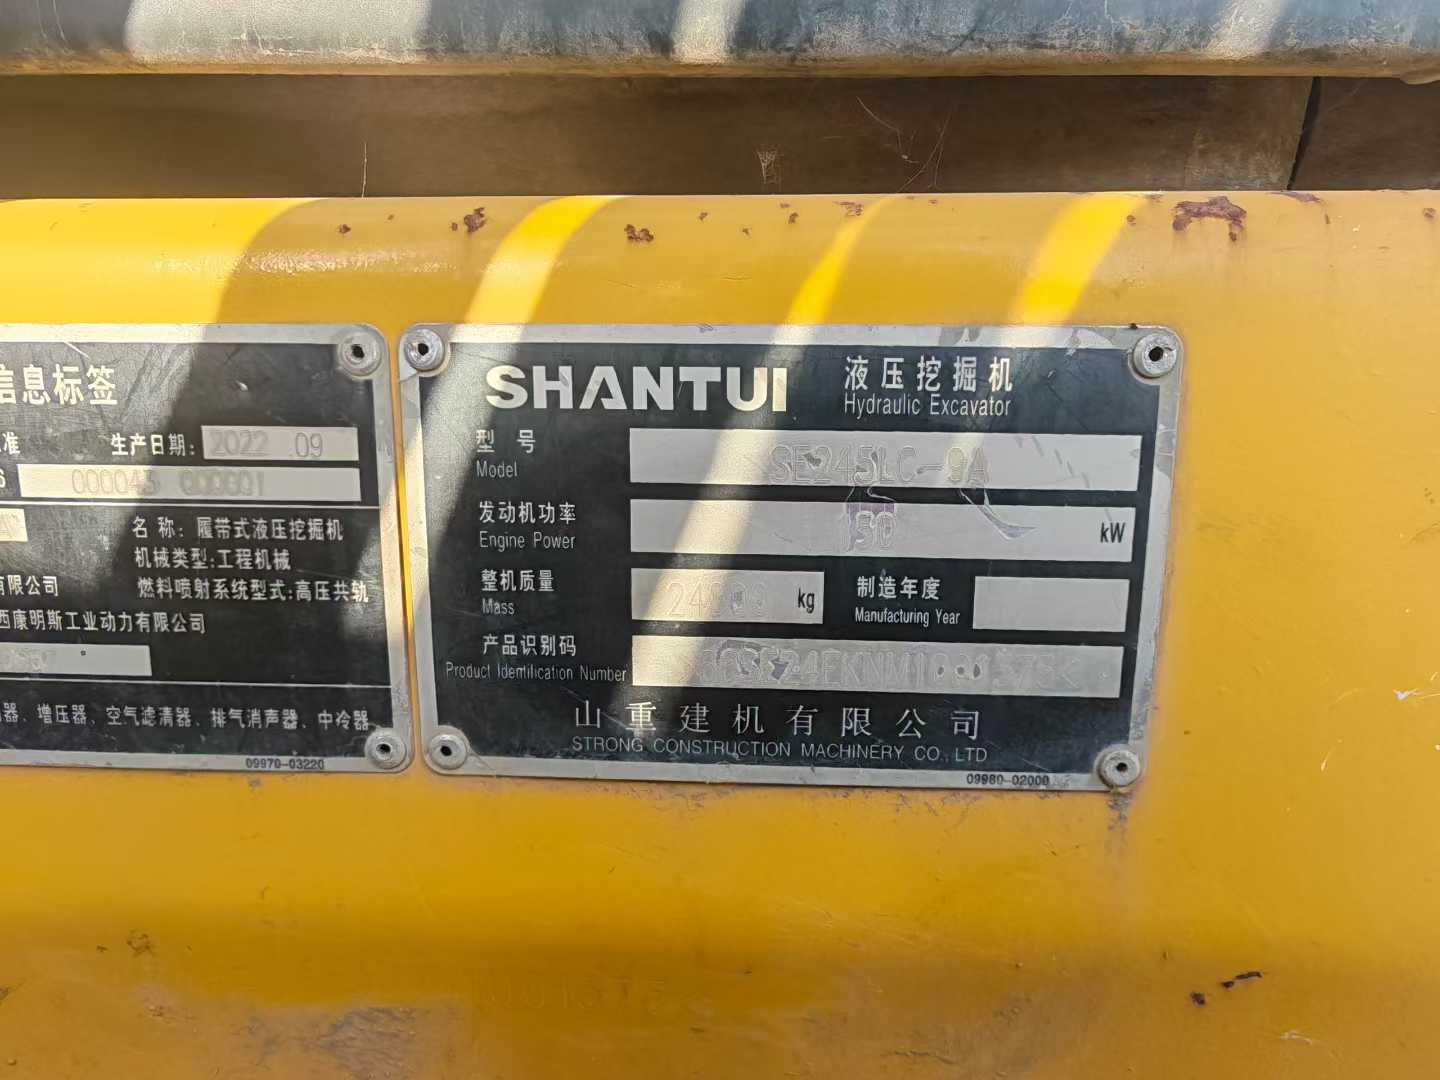 信息标签
生产日期: 2022 .09
名 称: 履带式液压挖掘机
机械类型:工程机械
有限公司
燃料喷射系统型式:高压共轨
西康明斯工业动力有限公司
器、增压器、空气滤清器、排气消声器、中冷器
09970-03220
SHANTUI 液压挖掘机
Hydraulic Excavator
型 号 SE245LC-9A
Model
发动机功率 kW
Engine Power
整机质量 kg 制造年度
Mass Manufacturing Year
产品识别码
Product Identification Number
山重建机有限公司
STRONG CONSTRUCTION MACHINERY CO., LTD
09980-02000